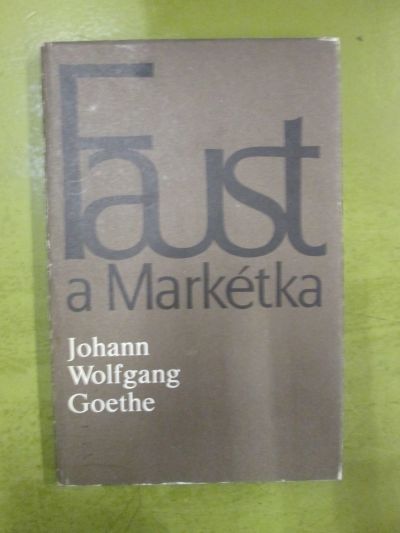 Faust
a Markétka
Johann
Wolfgang
Goethe